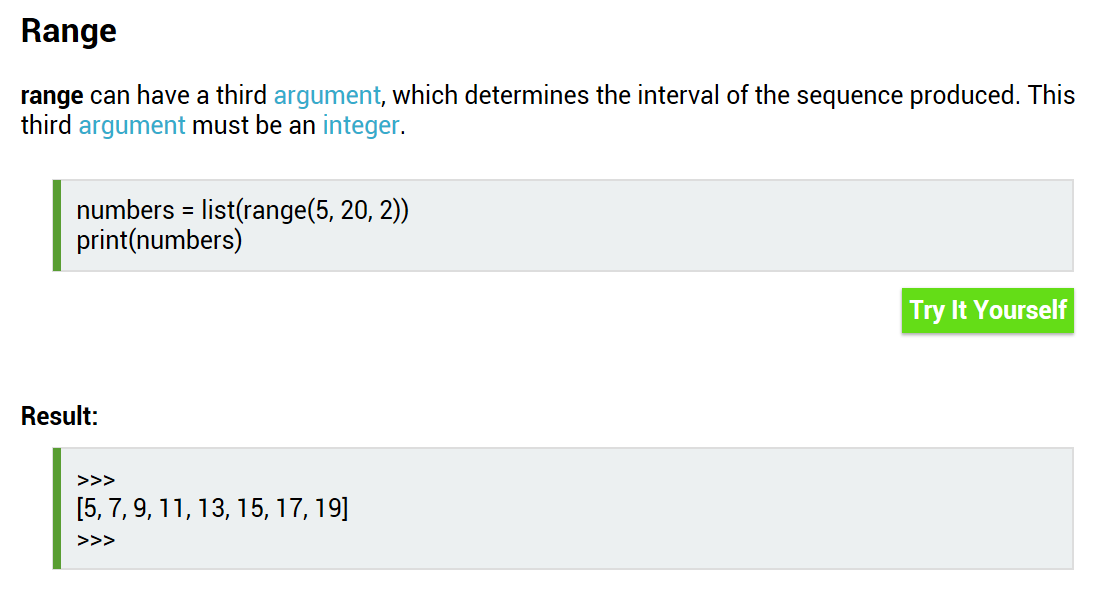 Range
range can have a third argument, which determines the interval of the sequence produced. This
third argument must be an integer.
numbers = list(range(5, 20, 2))
print(numbers)
Try It Yourself
Result:
>>>
[5, 7, 9, 11, 13, 15, 17, 19]
>>>